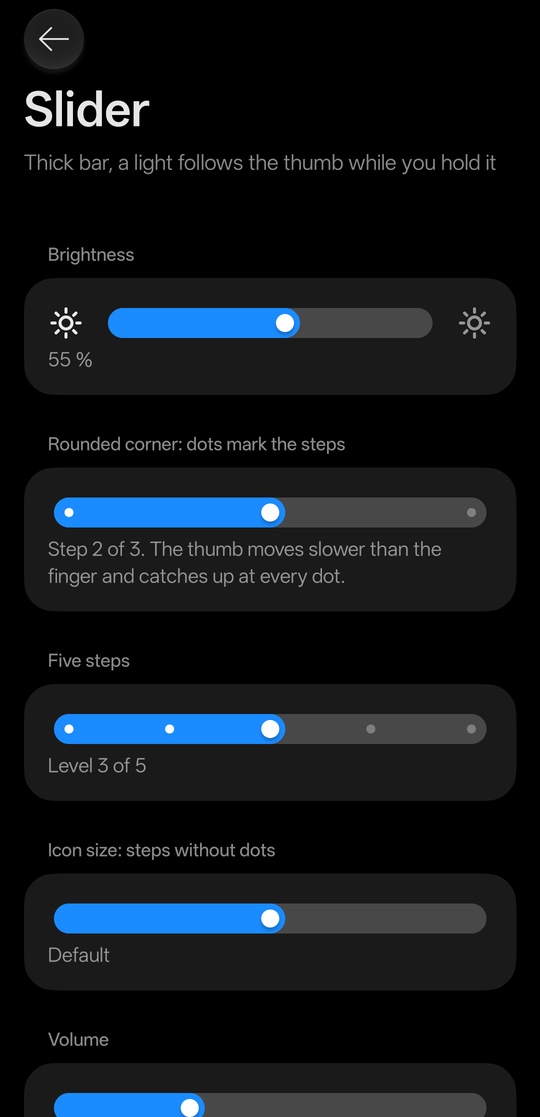 Slider
Thick bar, a light follows the thumb while you hold it
Brightness
55 %
Rounded corner: dots mark the steps
Step 2 of 3. The thumb moves slower than the
finger and catches up at every dot.
Five steps
Level 3 of 5
Icon size: steps without dots
Default
Volume